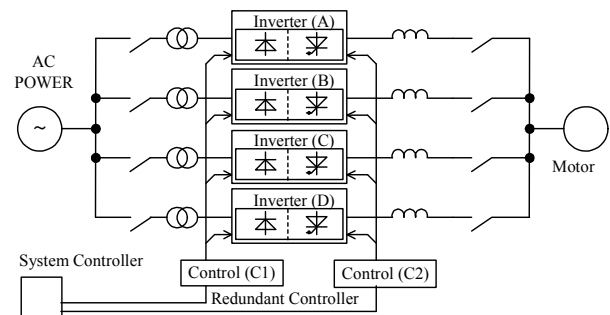 Inverter (A)
AC
POWER
~
Inverter (B)
Inverter (C)
Motor
Inverter (D)
System Controller
Control (C1)
Control (C2)
Redundant Controller